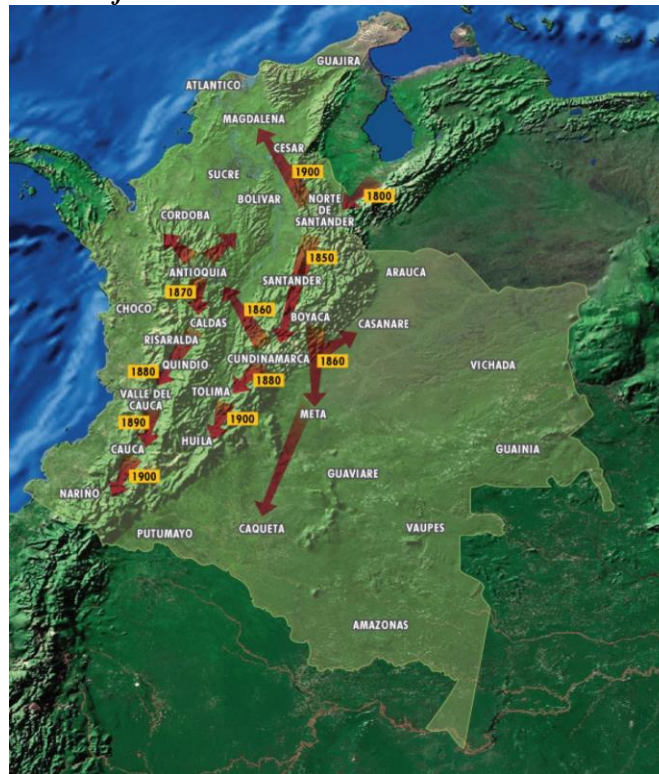 GUAJIRA
ATLANTICO
MAGDALENA
CESAR
1900
SUCRE
1800
BOLIVAR
NORTE
DE
SANTANDER
CORDOBA
1850
ANTIOQUIA
SANTANDER
ARAUCA
1870
1860
CHOCO
CALDAS
BOYACA
CASANARE
RISARALDA
CUNDINAMARCA
1860
1880
QUINDIO
1880
VICHADA
VALLE DEL
CAUCA
TOLIMA
META
1890
1900
CAUCA
HUILA
GUAINIA
1900
GUAVIARE
NARIÑO
PUTUMAYO
CAQUETA
VAUPES
AMAZONAS